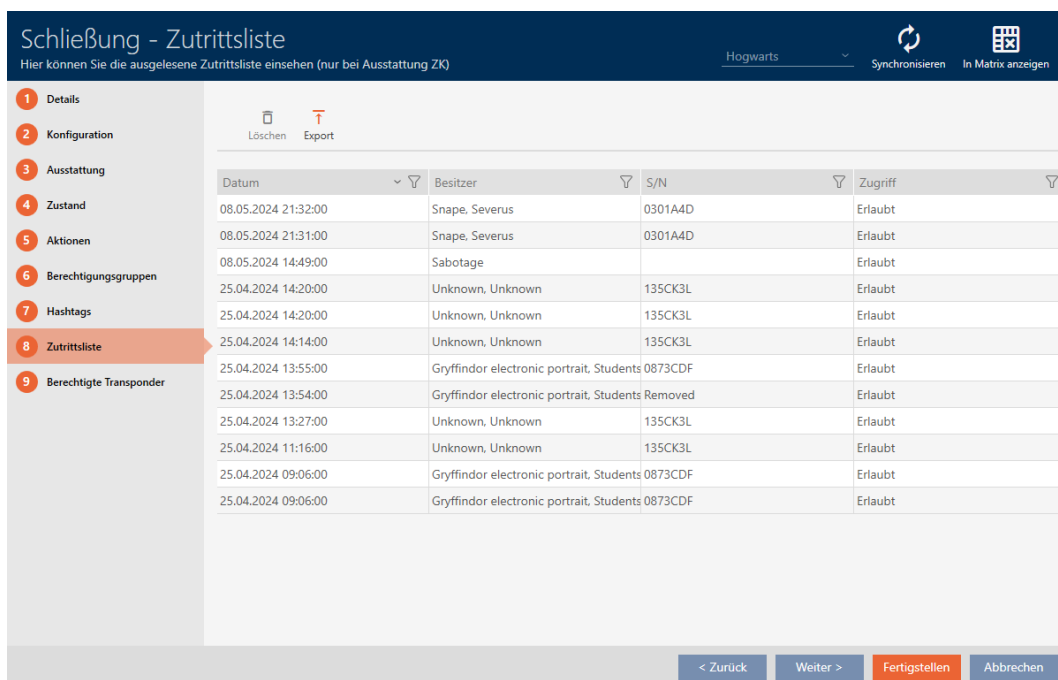 Schließung - Zutrittsliste
Hier können Sie die ausgelesene Zutrittsliste einsehen (nur bei Ausstattung ZK)
Hogwarts
Synchronisieren
In Matrix anzeigen
1 Details
2 Konfiguration
3 Ausstattung
4 Zustand
5 Aktionen
6 Berechtigungsgruppen
7 Hashtags
8 Zutrittsliste
9 Berechtigte Transponder
Löschen Export
Datum Besitzer S/N Zugriff
08.05.2024 21:32:00 Snape, Severus 0301A4D Erlaubt
08.05.2024 21:31:00 Snape, Severus 0301A4D Erlaubt
08.05.2024 14:49:00 Sabotage Erlaubt
25.04.2024 14:20:00 Unknown, Unknown 135CK3L Erlaubt
25.04.2024 14:20:00 Unknown, Unknown 135CK3L Erlaubt
25.04.2024 14:14:00 Unknown, Unknown 135CK3L Erlaubt
25.04.2024 13:55:00 Gryffindor electronic portrait, Students 0873CDF Erlaubt
25.04.2024 13:54:00 Gryffindor electronic portrait, Students Removed Erlaubt
25.04.2024 13:27:00 Unknown, Unknown 135CK3L Erlaubt
25.04.2024 11:16:00 Unknown, Unknown 135CK3L Erlaubt
25.04.2024 09:06:00 Gryffindor electronic portrait, Students 0873CDF Erlaubt
25.04.2024 09:06:00 Gryffindor electronic portrait, Students 0873CDF Erlaubt
< Zurück Weiter > Fertigstellen Abbrechen